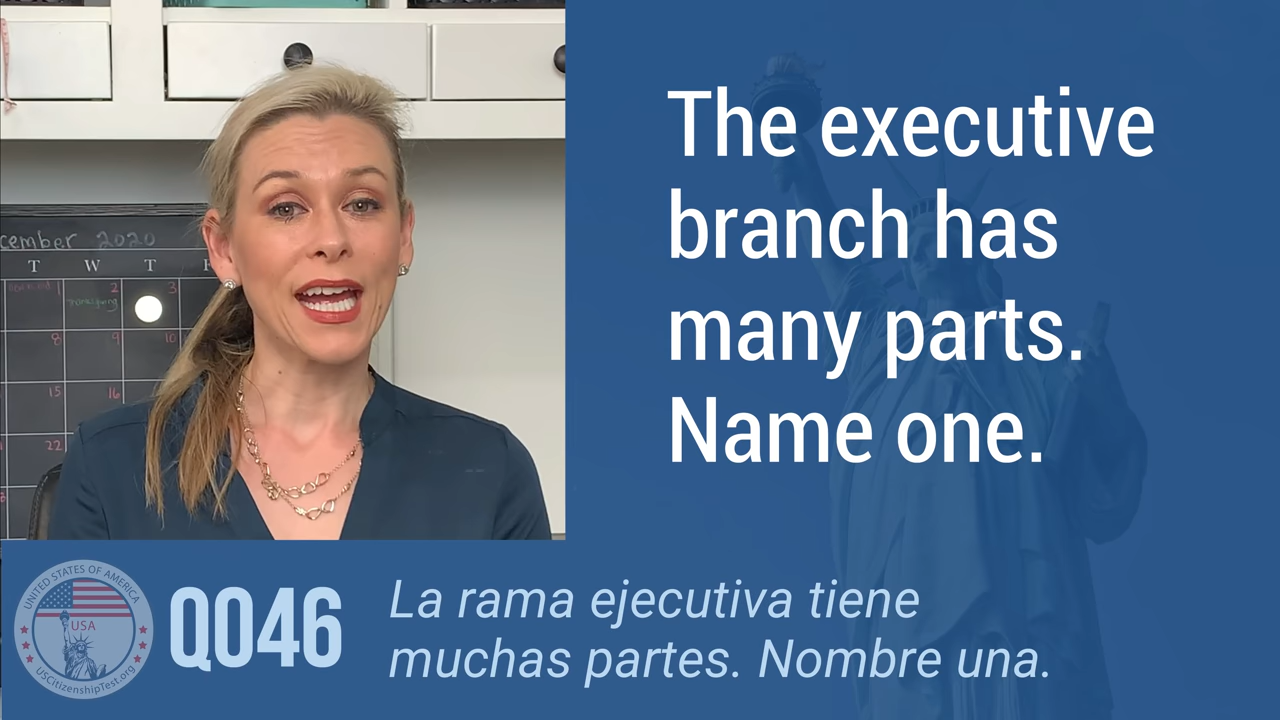 The executive
branch has
many parts.
Name one.
cember 2020
T W T F
1 2 3
8 9 10
15 16
22
UNITED STATES OF AMERICA
USA
USCitizenshipTest.org
Q046
La rama ejecutiva tiene
muchas partes. Nombre una.